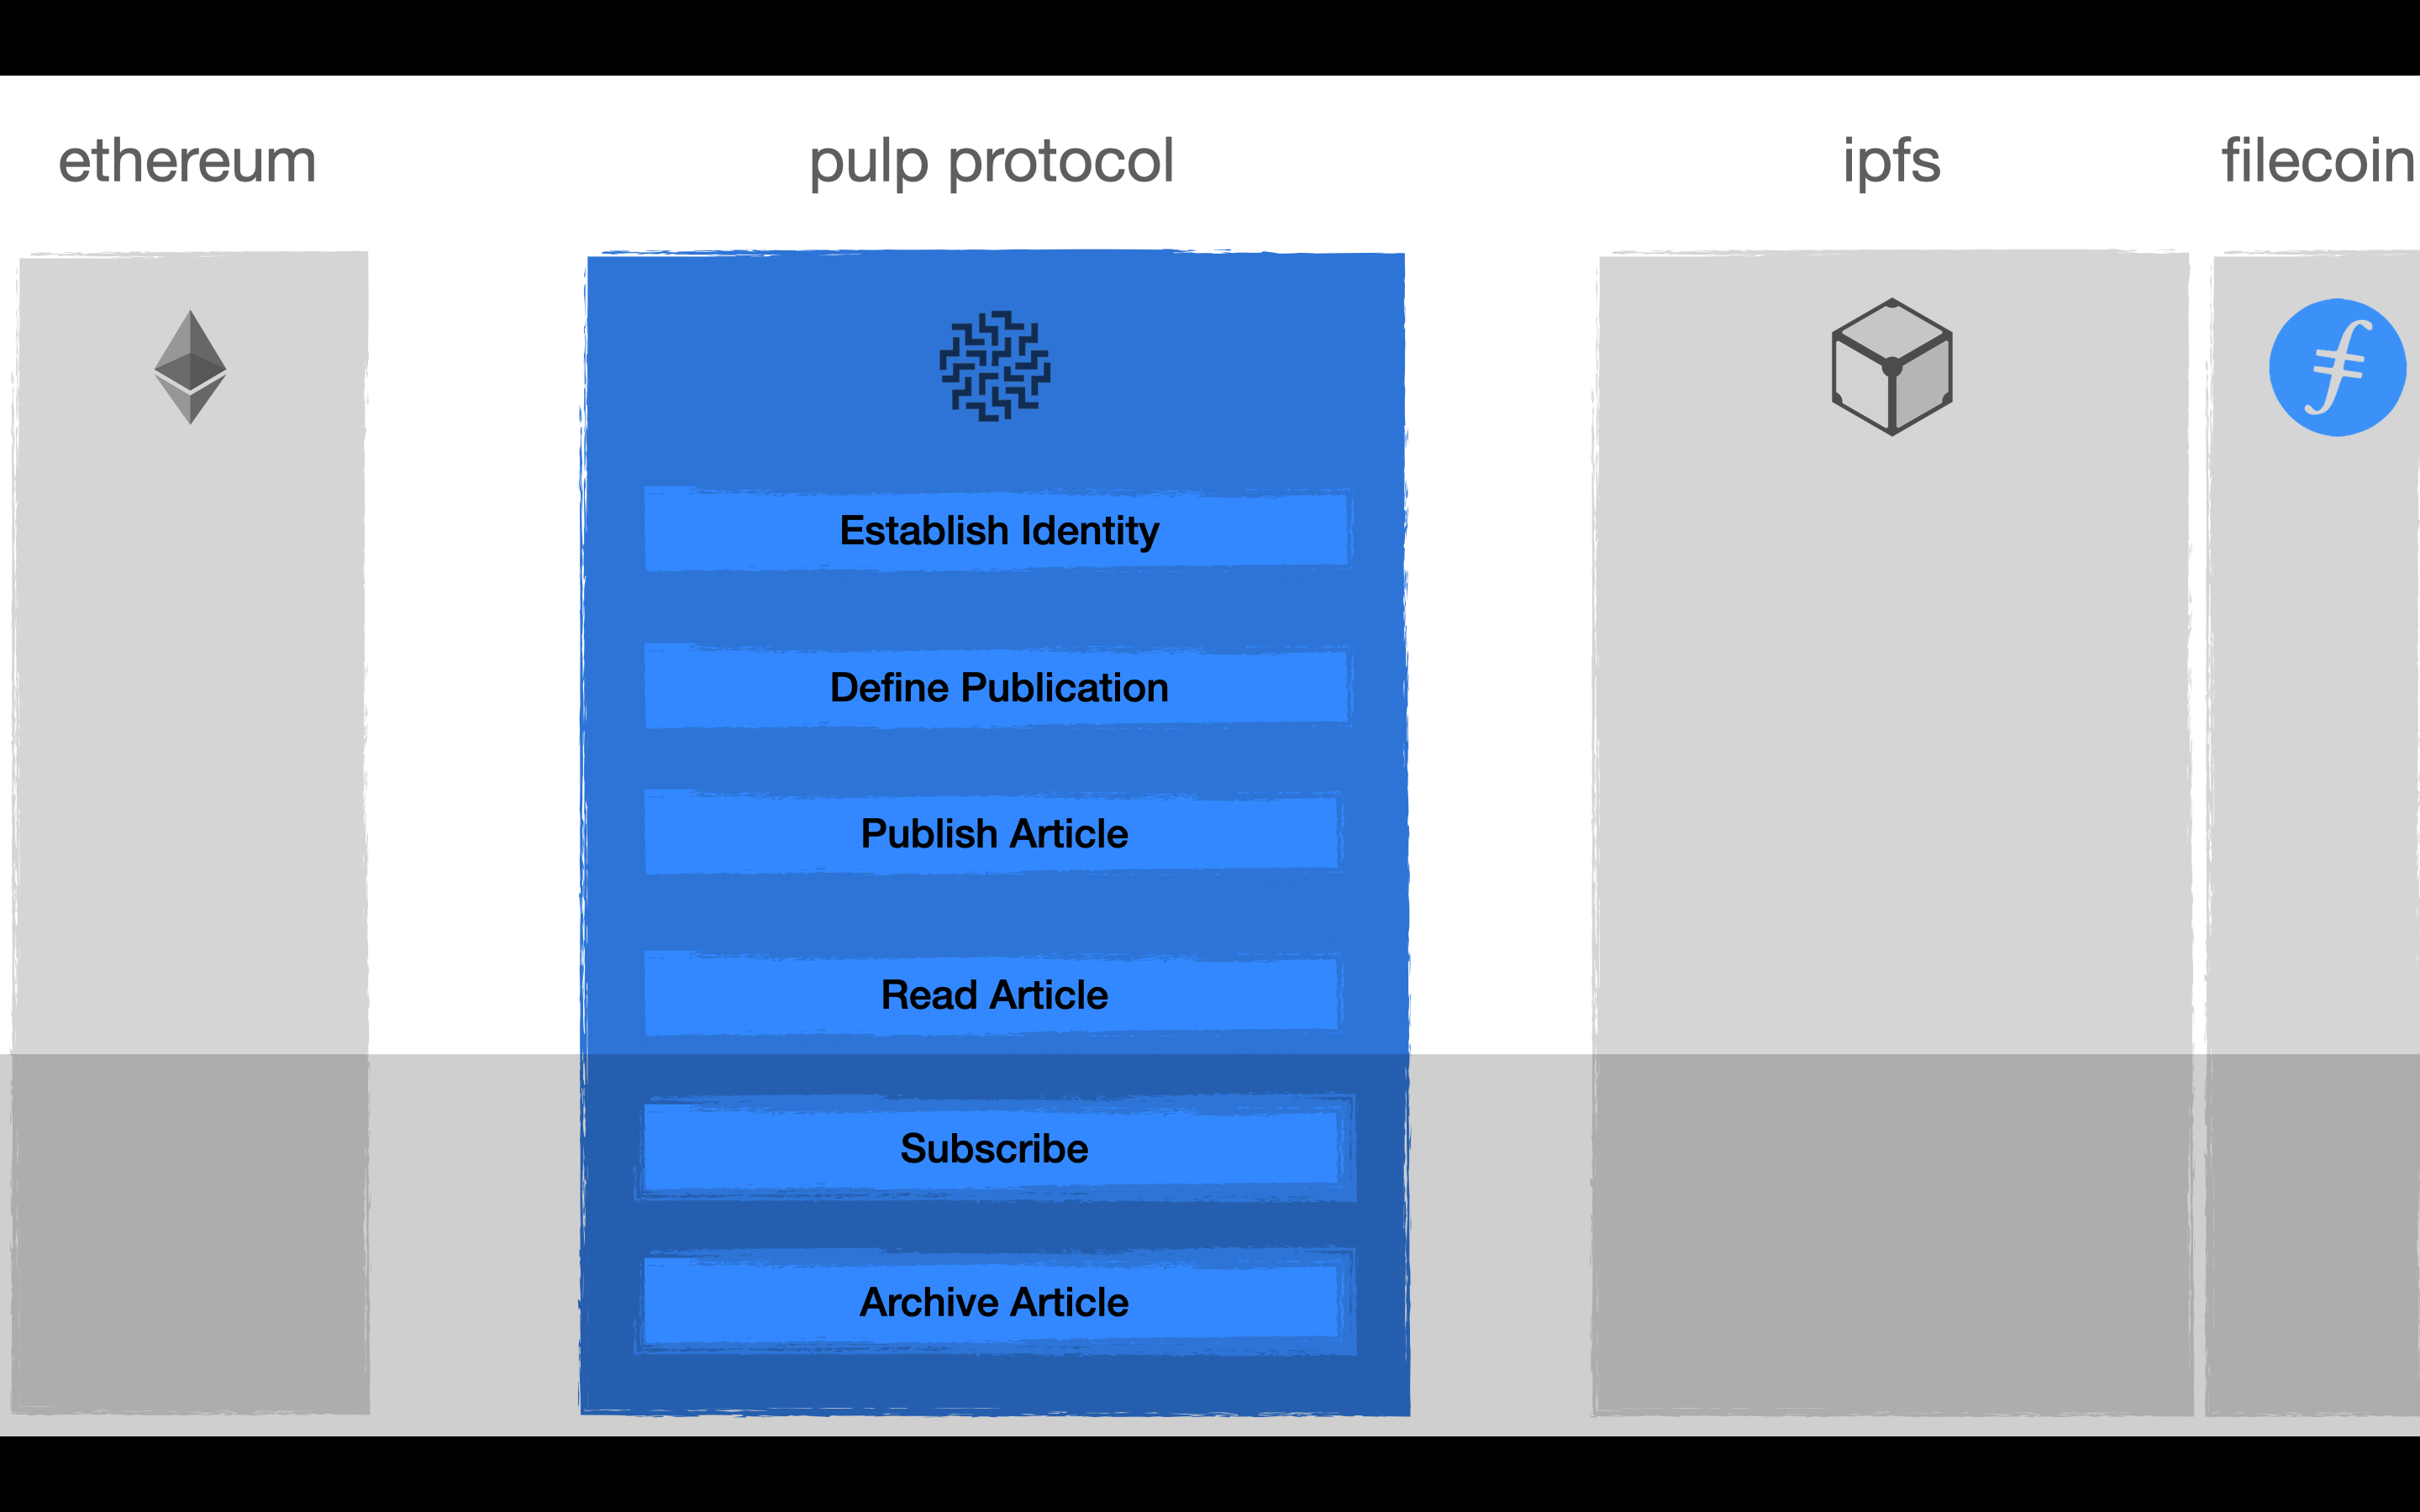 ethereum
pulp protocol
ipfs
filecoin
Establish Identity
Define Publication
Publish Article
Read Article
Subscribe
Archive Article